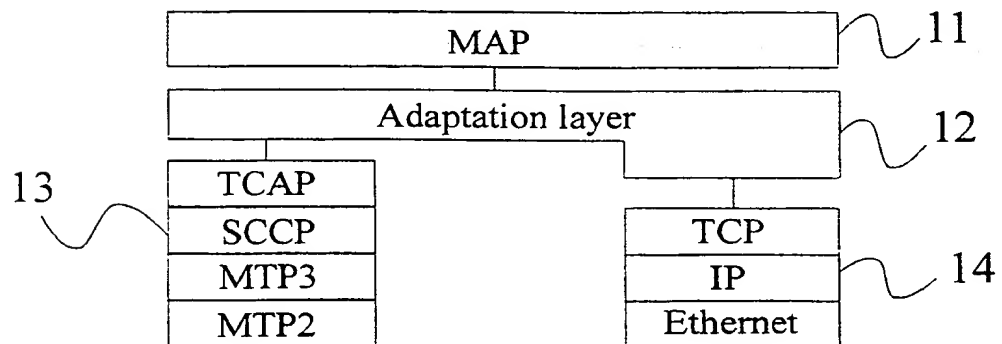 MAP
11
Adaptation layer
12
13
TCAP
SCCP
MTP3
MTP2
TCP
IP
Ethernet
14